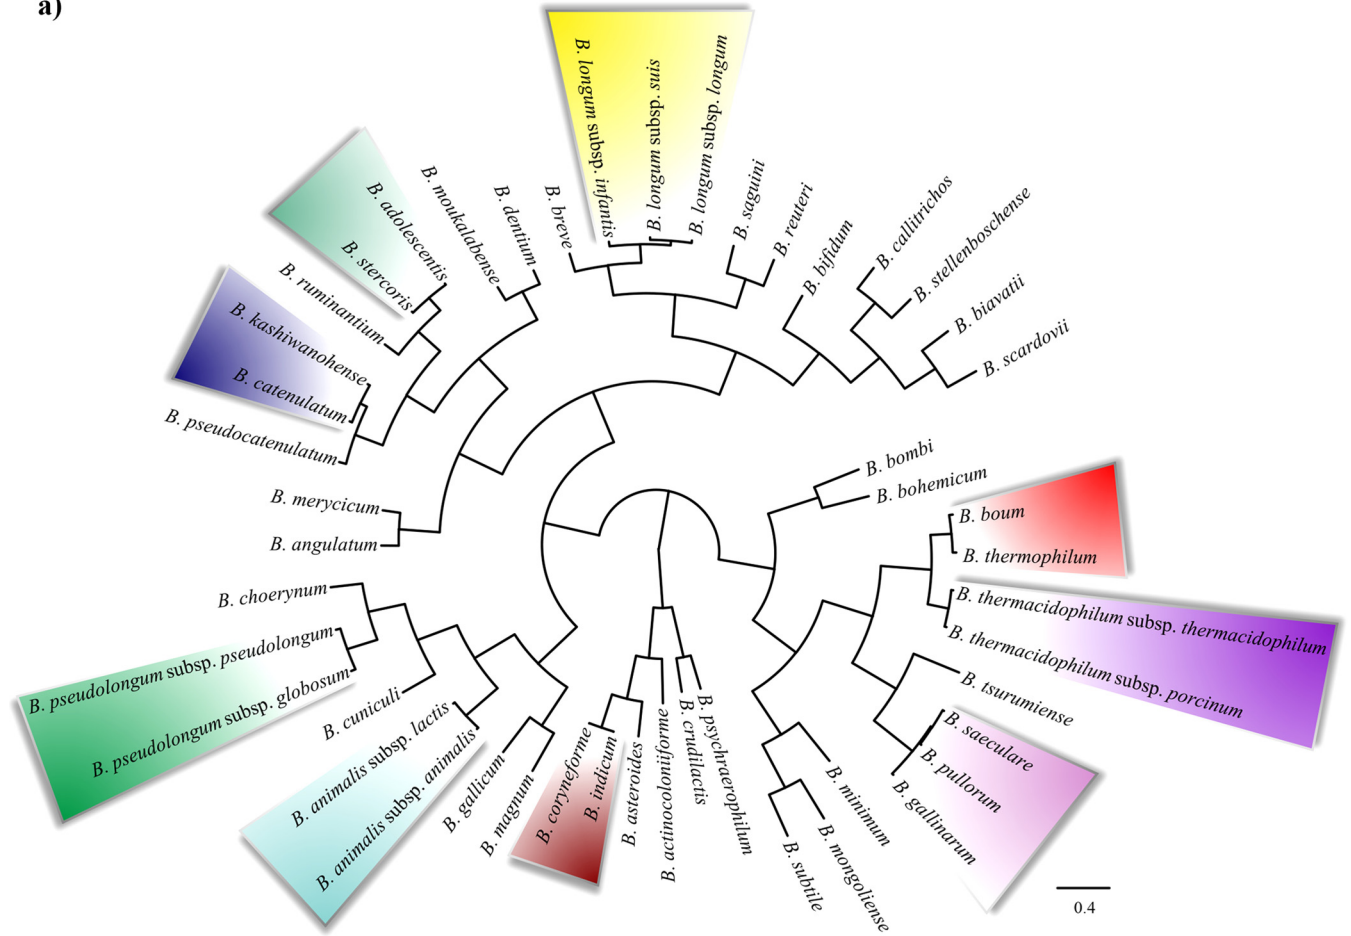 a)
B. longum subsp. infantis
B. longum subsp. suis
B. longum subsp. longum
B. saguini
B. reuteri
B. bifidum
B. callitrichos
B. stellenboschense
B. biavatii
B. scardovii
B. bombi
B. bohemicum
B. boum
B. thermophilum
B. thermacidophilum subsp. thermacidophilum
B. thermacidophilum subsp. porcinum
B. tsurumiense
B. saeculare
B. pullorum
B. gallinarum
B. minimum
B. mongoliense
B. subtile
B. psychraerophilum
B. crudilactis
B. actinocoloniiforme
B. asteroides
B. indicum
B. coryneforme
B. magnum
B. gallicum
B. animalis subsp. animalis
B. animalis subsp. lactis
B. cuniculi
B. pseudolongum subsp. globosum
B. pseudolongum subsp. pseudolongum
B. choerynum
B. angulatum
B. merycicum
B. pseudocatenulatum
B. catenulatum
B. kashiwanohense
B. ruminantium
B. stercoris
B. adolescentis
B. moukalabense
B. dentium
B. breve
0.4